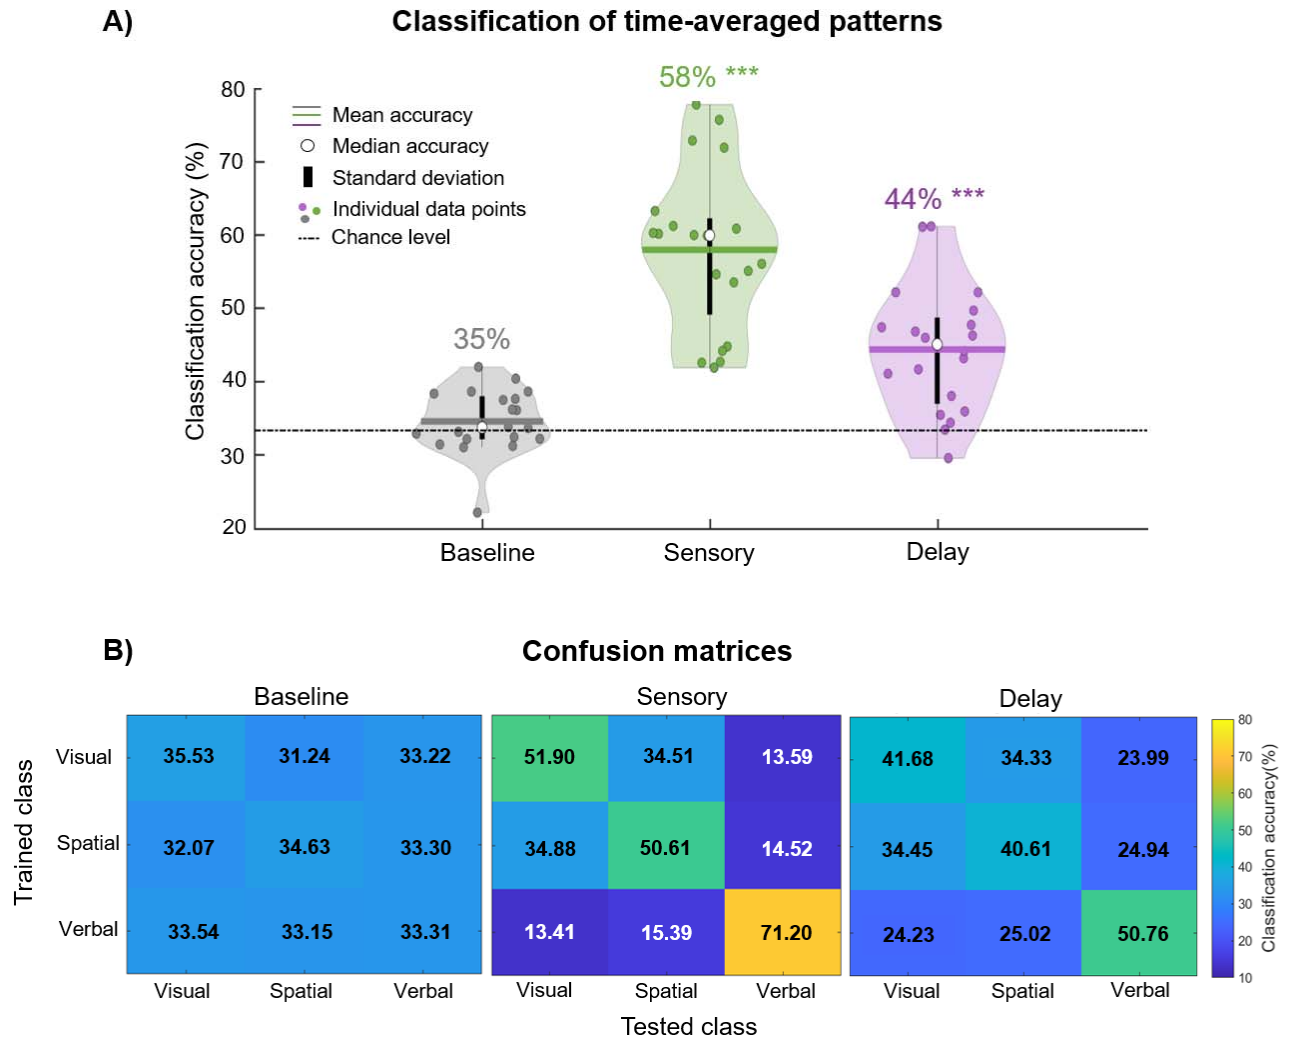 A) Classification of time-averaged patterns
58% ***
80
Mean accuracy
Median accuracy
70
Standard deviation
44% ***
Individual data points
Chance level
60
Classification accuracy (%)
50
35%
40
30
20
Baseline Sensory Delay
B) Confusion matrices
Baseline Sensory Delay
Visual 35.53 31.24 33.22 51.90 34.51 13.59 41.68 34.33 23.99
Spatial 32.07 34.63 33.30 34.88 50.61 14.52 34.45 40.61 24.94
Verbal 33.54 33.15 33.31 13.41 15.39 71.20 24.23 25.02 50.76
Trained class
Visual Spatial Verbal Visual Spatial Verbal Visual Spatial Verbal
Tested class
80
70
60
50
40
30
20
10
Classification accuracy(%)